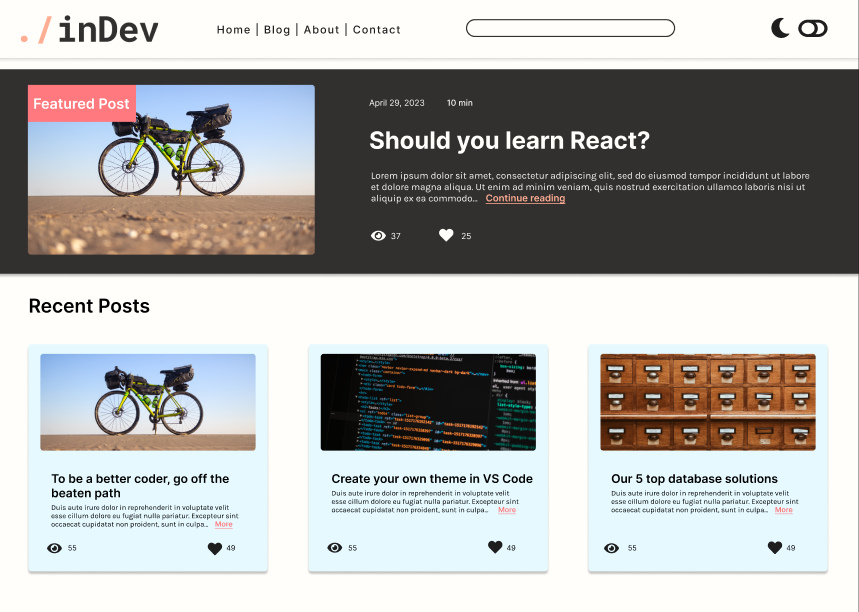 ./inDev
Home | Blog | About | Contact
Featured Post
April 29, 2023 10 min
Should you learn React?
Lorem ipsum dolor sit amet, consectetur adipiscing elit, sed do eiusmod tempor incididunt ut labore
et dolore magna aliqua. Ut enim ad minim veniam, quis nostrud exercitation ullamco laboris nisi ut
aliquip ex ea commodo... Continue reading
37 25
Recent Posts
To be a better coder, go off the
beaten path
Duis aute irure dolor in reprehenderit in voluptate velit
esse cillum dolore eu fugiat nulla pariatur. Excepteur sint
occaecat cupidatat non proident, sunt in culpa... More
55 49
Create your own theme in VS Code
Duis aute irure dolor in reprehenderit in voluptate velit
esse cillum dolore eu fugiat nulla pariatur. Excepteur sint
occaecat cupidatat non proident, sunt in culpa... More
55 49
Our 5 top database solutions
Duis aute irure dolor in reprehenderit in voluptate velit
esse cillum dolore eu fugiat nulla pariatur. Excepteur sint
occaecat cupidatat non proident, sunt in culpa... More
55 49